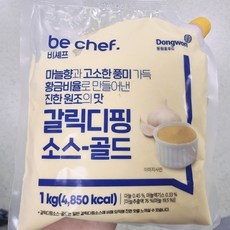 be chef.
비셰프
Dongwon
동원홈푸드
마늘향과 고소한 풍미 가득
황금비율로 만들어낸
진한 원조의 맛
갈릭디핑
소스-골드
1 kg(4,850 kcal)